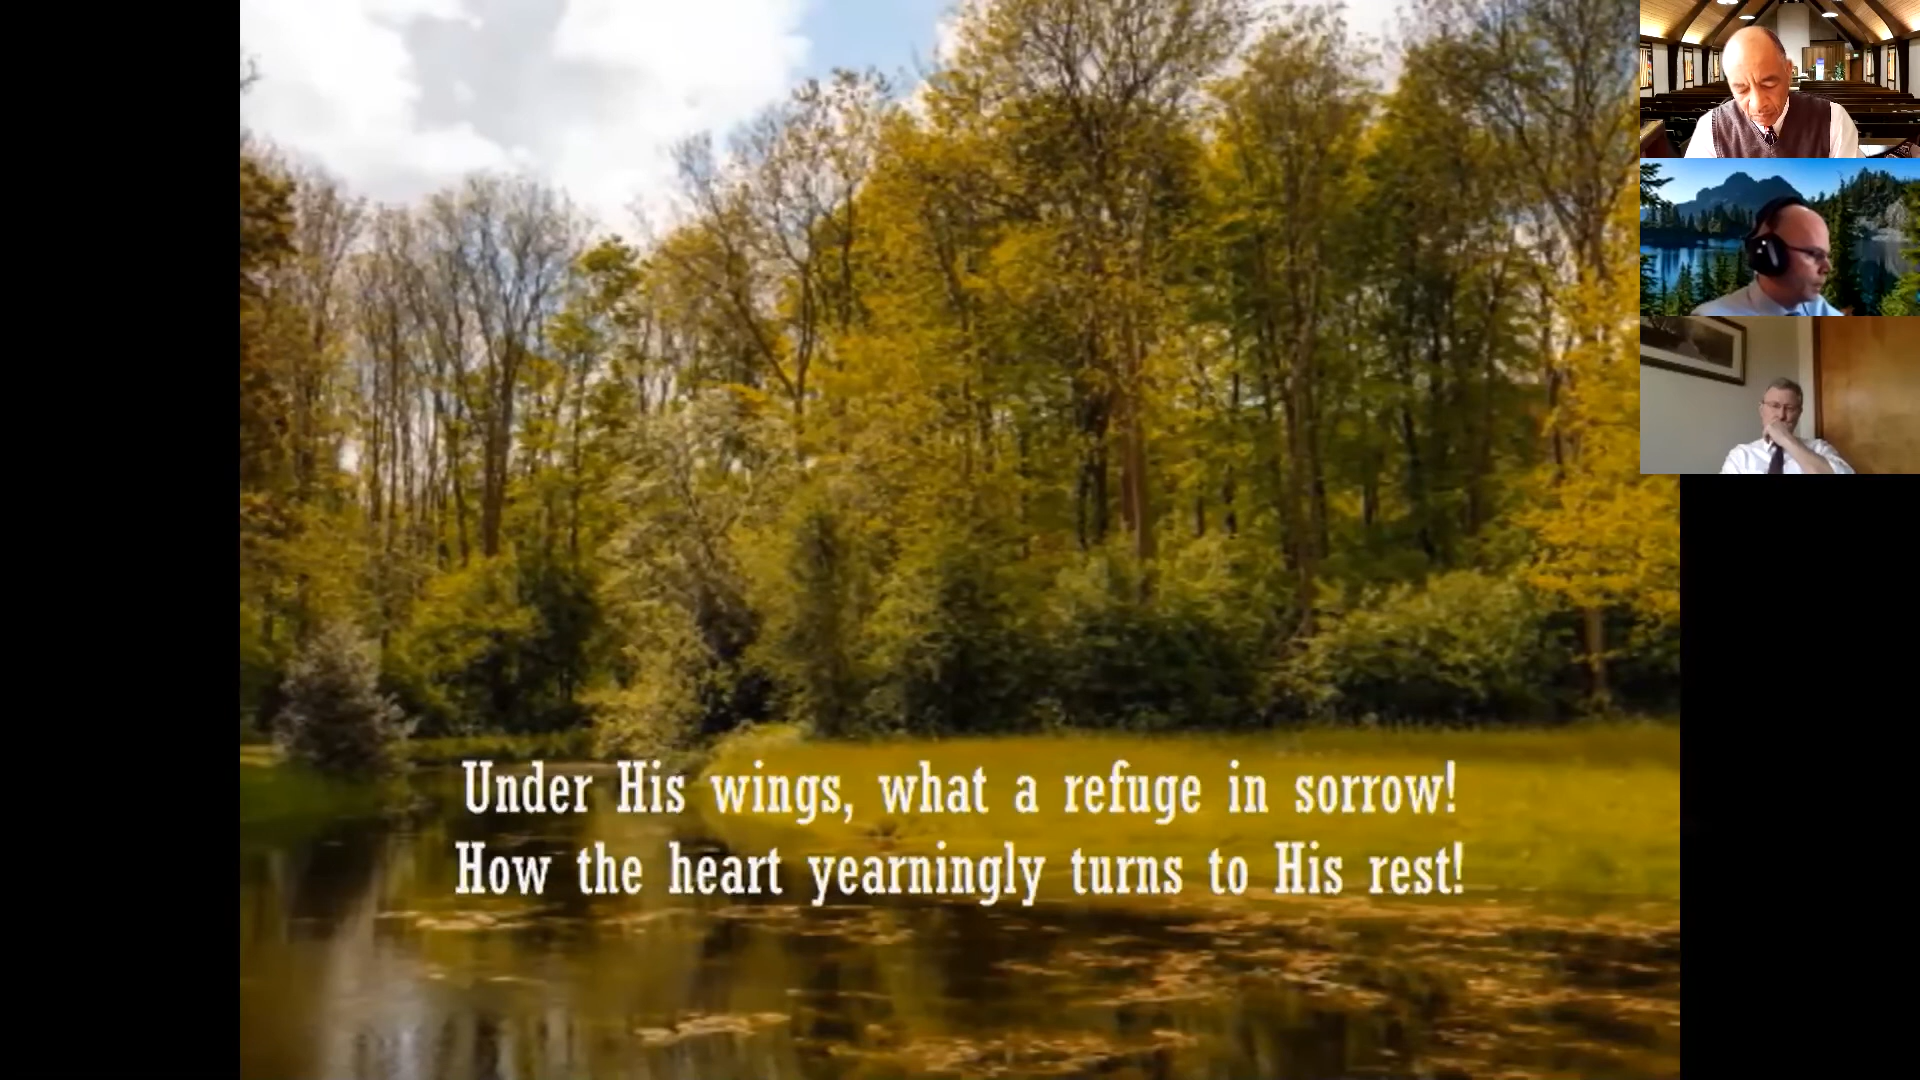 Under His wings, what a refuge in sorrow!
How the heart yearningly turns to His rest!